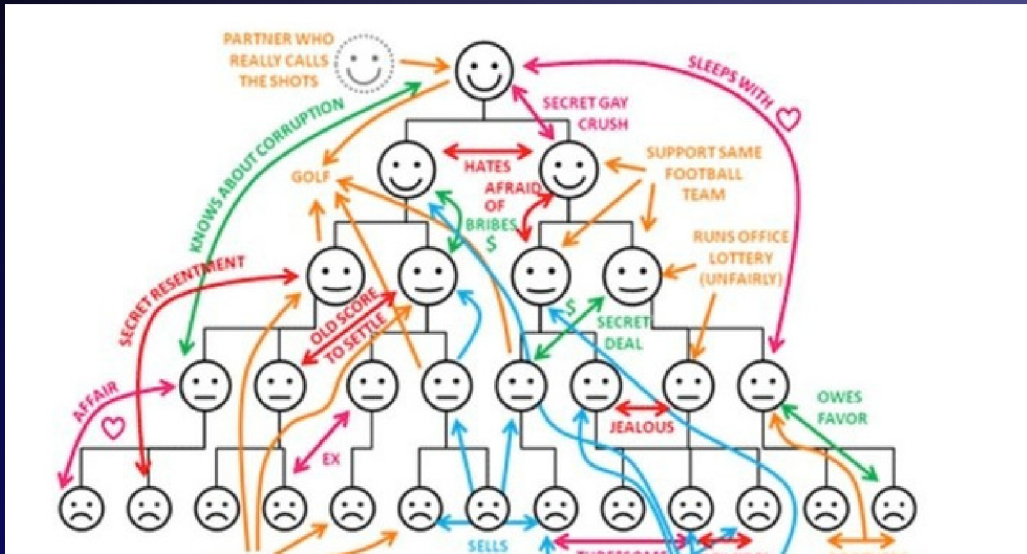 PARTNER WHO
REALLY CALLS
THE SHOTS
SLEEPS WITH
SECRET GAY
CRUSH
KNOWS ABOUT CORRUPTION
HATES
SUPPORT SAME
FOOTBALL
TEAM
GOLF
AFRAID
OF
BRIBES
$
RUNS OFFICE
LOTTERY
(UNFAIRLY)
SECRET RESENTMENT
OLD SCORE
TO SETTLE
$
SECRET
DEAL
AFFAIR
OWES
FAVOR
JEALOUS
EX
SELLS